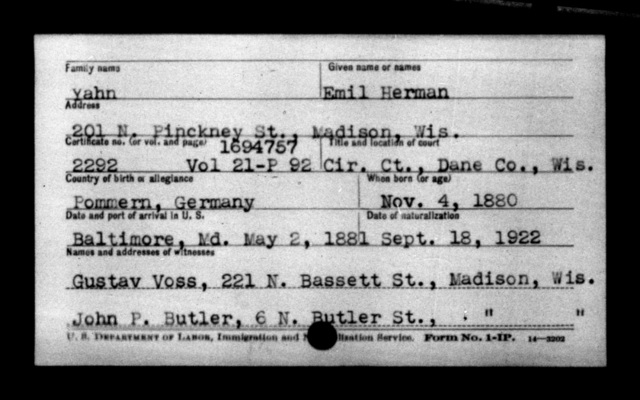 Family name Given name or names
Yahn Emil Herman
Address
201 N. Pinckney St., Madison, Wis.
Certificate no. (or vol. and page) 1694757 Title and location of court
2292 Vol 21-P 92 Cir. Ct., Dane Co., Wis.
Country of birth or allegiance When born (or age)
Pommern, Germany Nov. 4, 1880
Date and port of arrival in U. S. Date of naturalization
Baltimore, Md. May 2, 1881 Sept. 18, 1922
Names and addresses of witnesses
Gustav Voss, 221 N. Bassett St., Madison, Wis.
John P. Butler, 6 N. Butler St., " "
U. S. Department of Labor, Immigration and Service. Form No. 1-IP. 14—2202